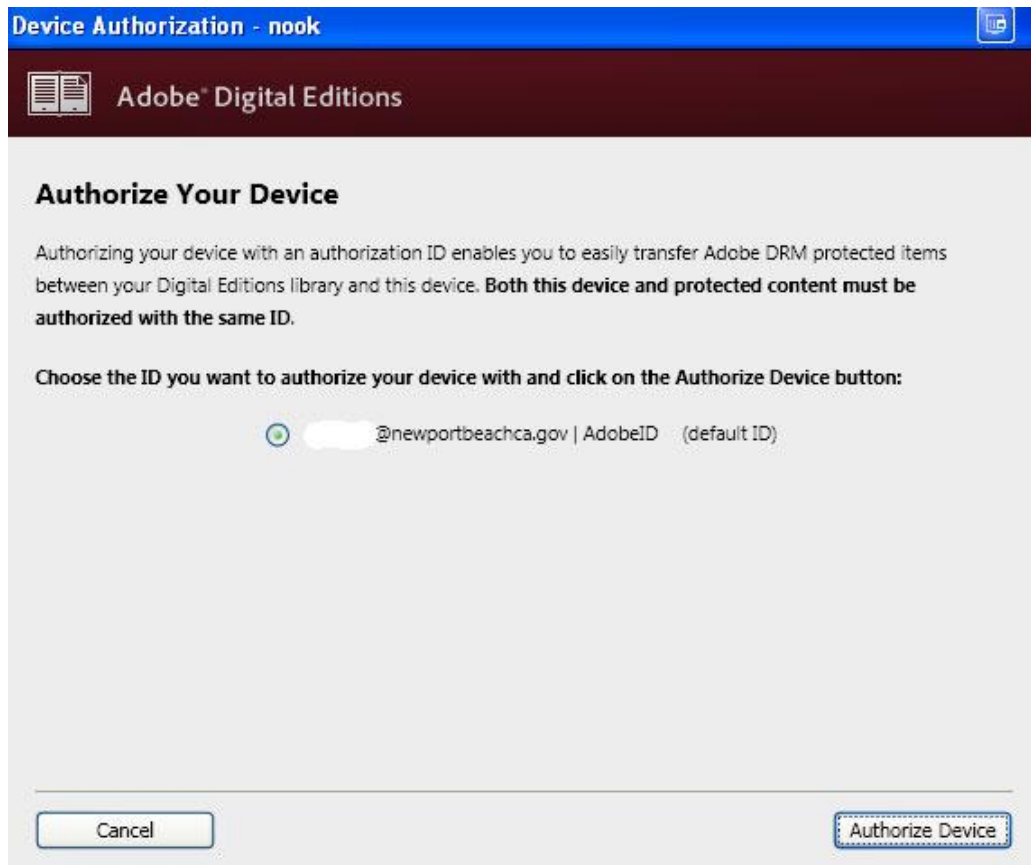 Device Authorization - nook
Adobe® Digital Editions
Authorize Your Device
Authorizing your device with an authorization ID enables you to easily transfer Adobe DRM protected items
between your Digital Editions library and this device. Both this device and protected content must be
authorized with the same ID.
Choose the ID you want to authorize your device with and click on the Authorize Device button:
@newportbeachca.gov | AdobeID (default ID)
Cancel
Authorize Device